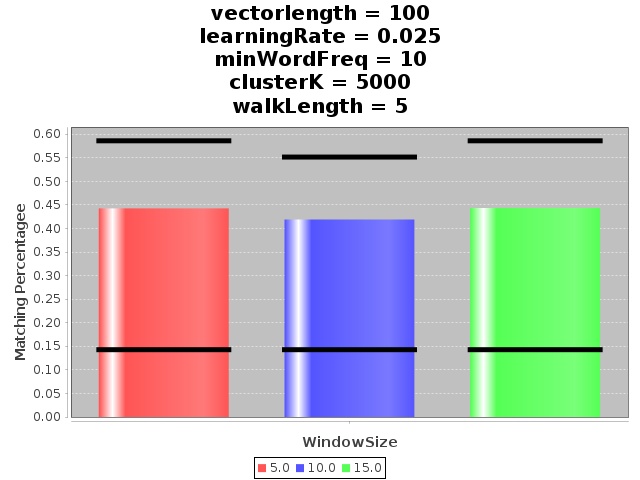 vectorlength = 100
learningRate = 0.025
minWordFreq = 10
clusterK = 5000
walkLength = 5
0.60
0.55
0.50
0.45
0.40
0.35
0.30
0.25
0.20
0.15
0.10
0.05
0.00
Matching Percentagee
WindowSize
5.0 10.0 15.0